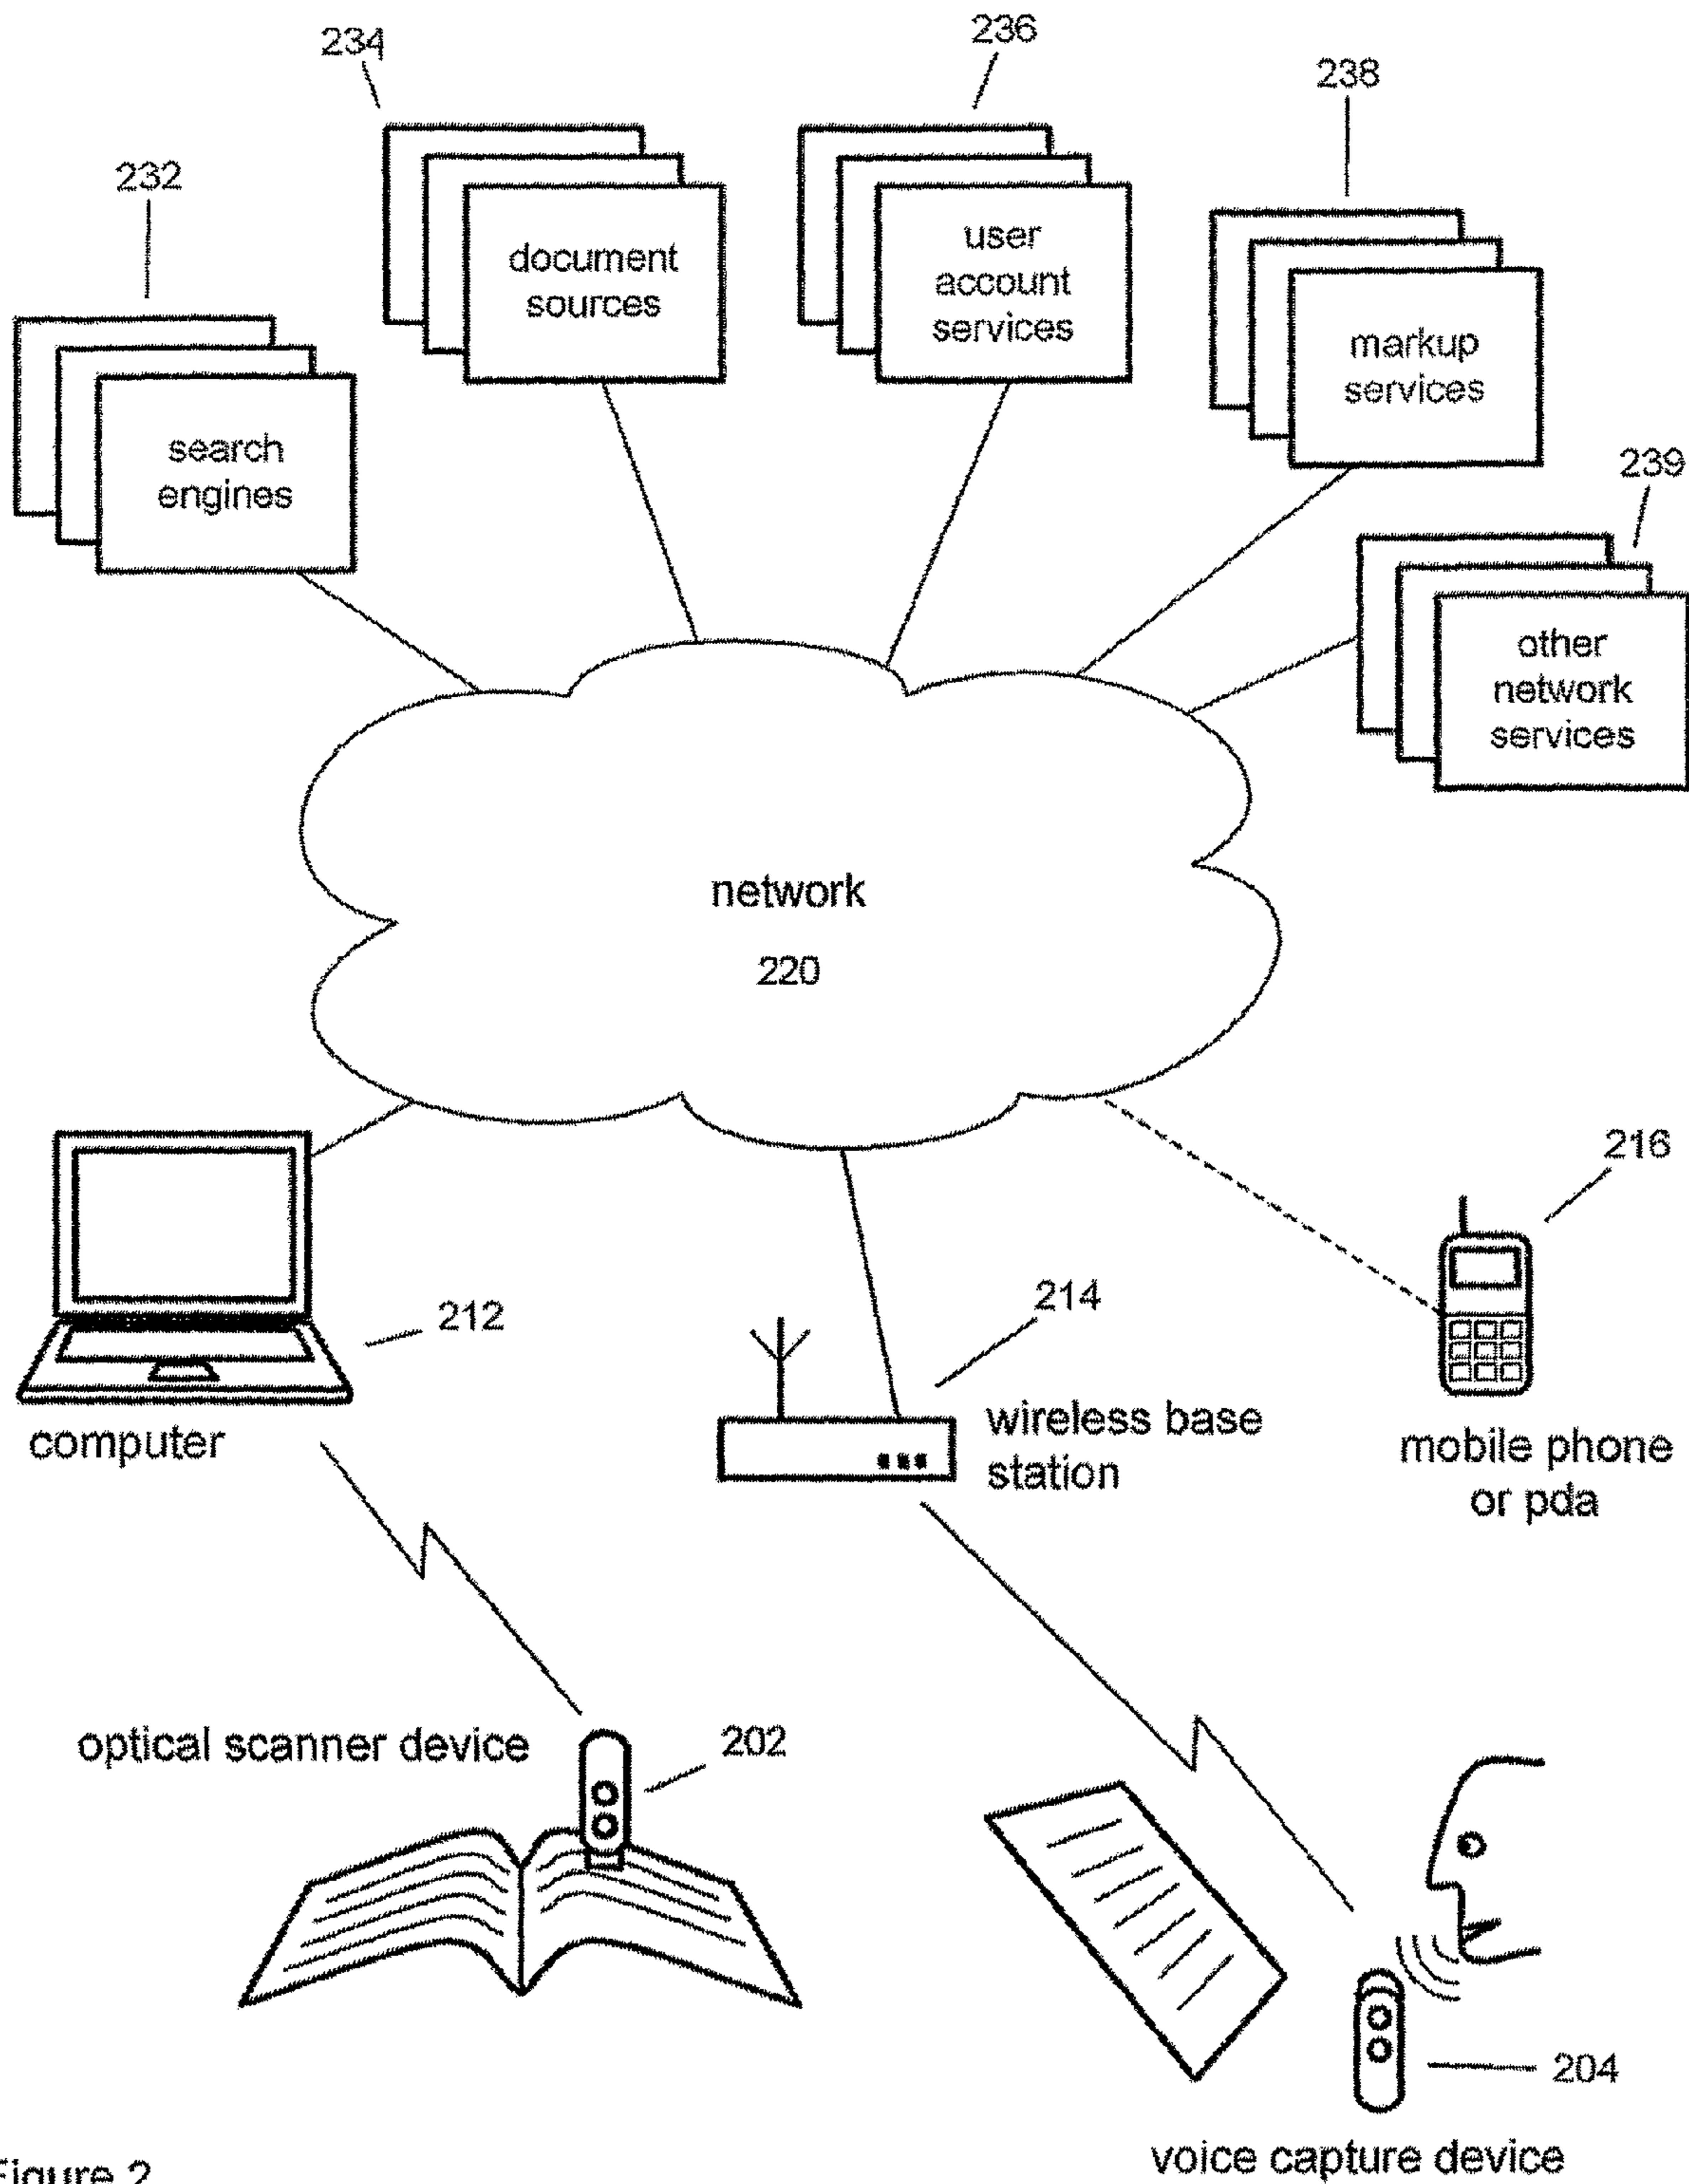 234
236
238
232
document
sources
user
account
services
markup
services
search
engines
239
other
network
services
network
220
216
212
214
computer
wireless base
station
mobile phone
or pda
optical scanner device
202
204
voice capture device
Figure 2